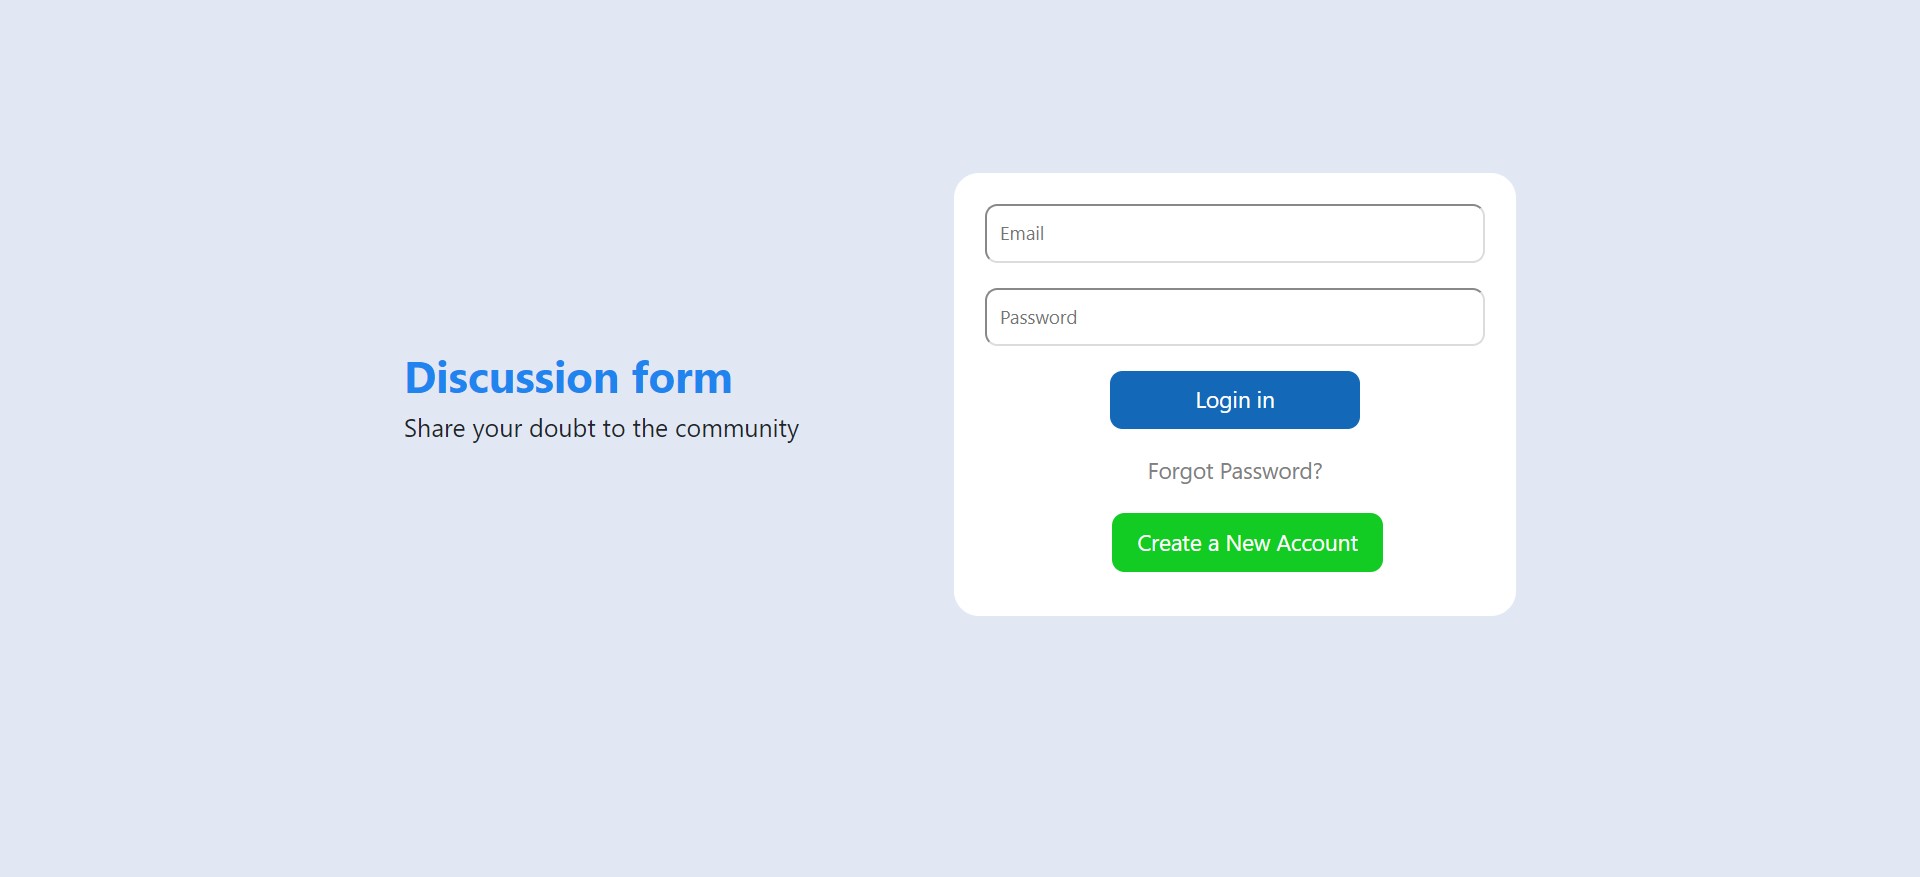 Discussion form
Share your doubt to the community
Email
Password
Login in
Forgot Password?
Create a New Account